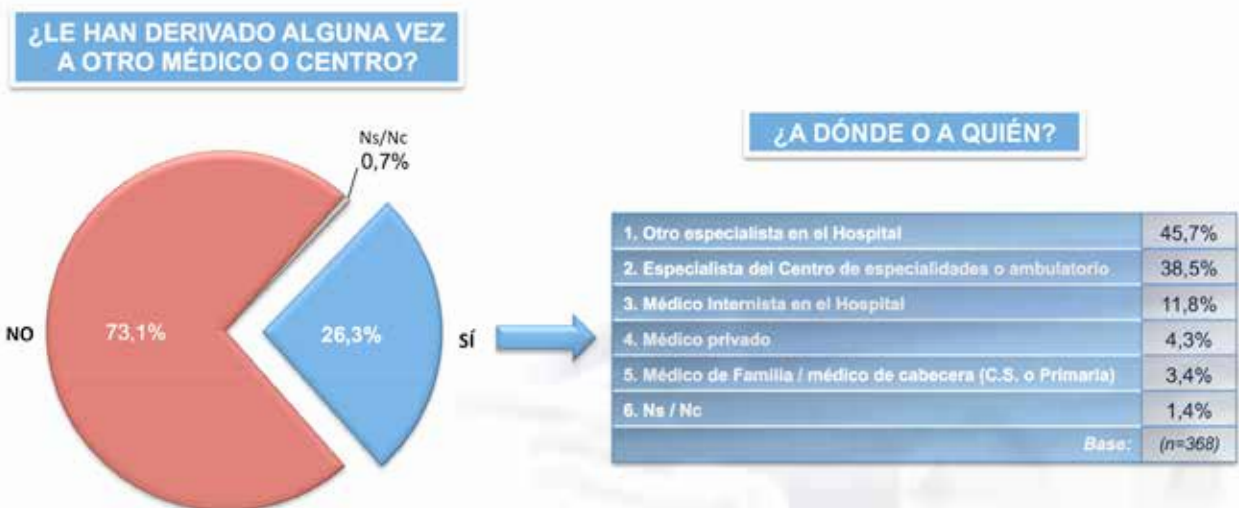 ¿LE HAN DERIVADO ALGUNA VEZ
A OTRO MÉDICO O CENTRO?
Ns/Nc
0,7%
NO
73,1%
26,3%
SÍ
¿A DÓNDE O A QUIÉN?
1. Otro especialista en el Hospital 45,7%
2. Especialista del Centro de especialidades o ambulatorio 38,5%
3. Médico Internista en el Hospital 11,8%
4. Médico privado 4,3%
5. Médico de Familia / médico de cabecera (C.S. o Primaria) 3,4%
6. Ns / Nc 1,4%
Base: (n=368)